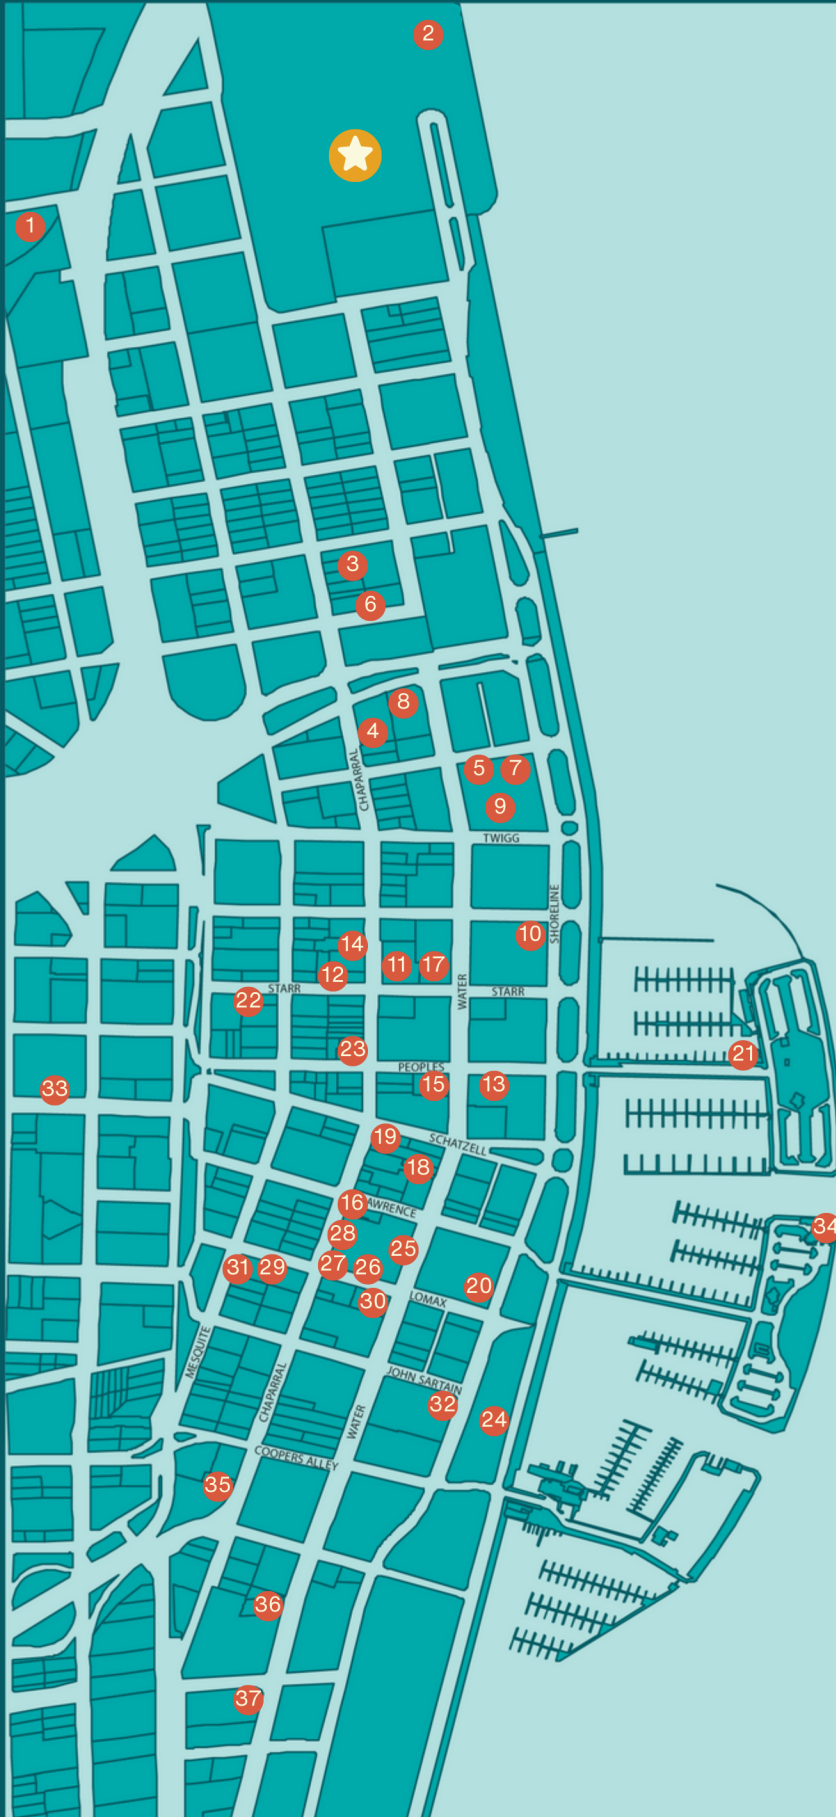 2
1
3
6
8
4
CHAPARRAL
5
7
9
TWIGG
SHORELINE
10
14
11
17
12
STARR
22
WATER
STARR
23
21
PEOPLES
15
13
33
19
SCHATZELL
18
16
LAWRENCE
28
34
25
31
29
27
26
20
30
LOMAX
MESQUITE
CHAPARRAL
JOHN SARTAIN
32
WATER
24
COOPERS ALLEY
35
36
37